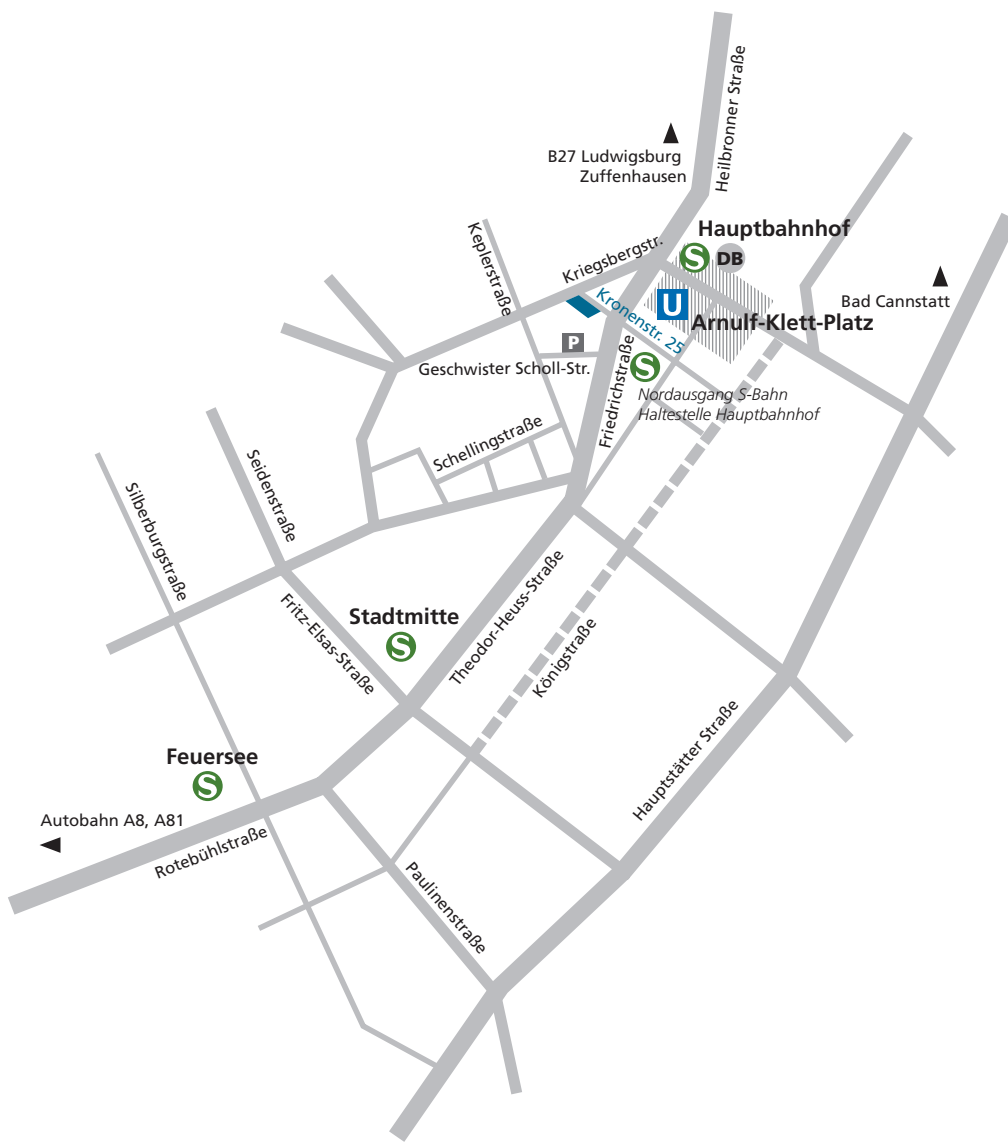 Heilbronner Straße
B27 Ludwigsburg
Zuffenhausen
Keplerstraße
Kriegsbergstr.
Hauptbahnhof
S
DB
Bad Cannstatt
U
Arnulf-Klett-Platz
Kronenstr. 25
P
Geschwister Scholl-Str.
S
Nordausgang S-Bahn
Haltestelle Hauptbahnhof
Friedrichstraße
Schellingstraße
Seidenstraße
Silberburgstraße
Fritz-Elsas-Straße
Stadtmitte
S
Theodor-Heuss-Straße
Königstraße
Hauptstätter Straße
Feuersee
S
Autobahn A8, A81
Rotebühlstraße
Paulinenstraße